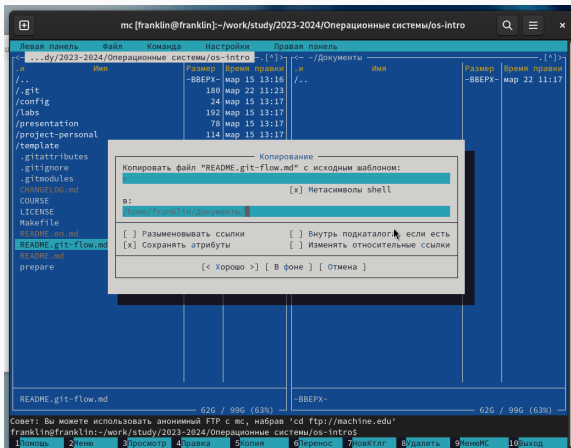 mc [franklin@franklin]:~/work/study/2023-2024/Операционные системы/os-intro
Левая панель Файл Команда Настройки Правая панель
<— ...dy/2023-2024/Операционные системы/os-intro —.[^]> <— ~/Документы —.[^]>
.и Имя Размер Время правки .и Имя Размер Время правки
/.. -ВВЕРХ- мар 15 13:16 /.. -ВВЕРХ- мар 22 11:17
/.git 180 мар 22 11:23
/config 24 мар 15 13:17
/labs 192 мар 15 13:17
/presentation 78 мар 15 13:17
/project-personal 114 мар 15 13:17
/template
.gitattributes
.gitignore
.gitmodules
CHANGELOG.md
COURSE
LICENSE
Makefile
README.en.md
README.git-flow.md
README.md
prepare
Копирование
Копировать файл "README.git-flow.md" с исходным шаблоном:
*
[x] Метасимволы shell
в:
/home/franklin/Документы/
[ ] Разыменовывать ссылки [ ] Внутрь подкаталога, если есть
[x] Сохранять атрибуты [ ] Изменять относительные ссылки
[< Хорошо >] [ В фоне ] [ Отмена ]
README.git-flow.md -ВВЕРХ-
62G / 99G (63%) 62G / 99G (63%)
Совет: Вы можете использовать анонимный FTP с mc, набрав 'cd ftp://machine.edu'
franklin@franklin:~/work/study/2023-2024/Операционные системы/os-intro$
1Помощь 2Меню 3Просмотр 4Правка 5Копия 6Перенос 7НовКтлг 8Удалить 9МенюМС 10Выход